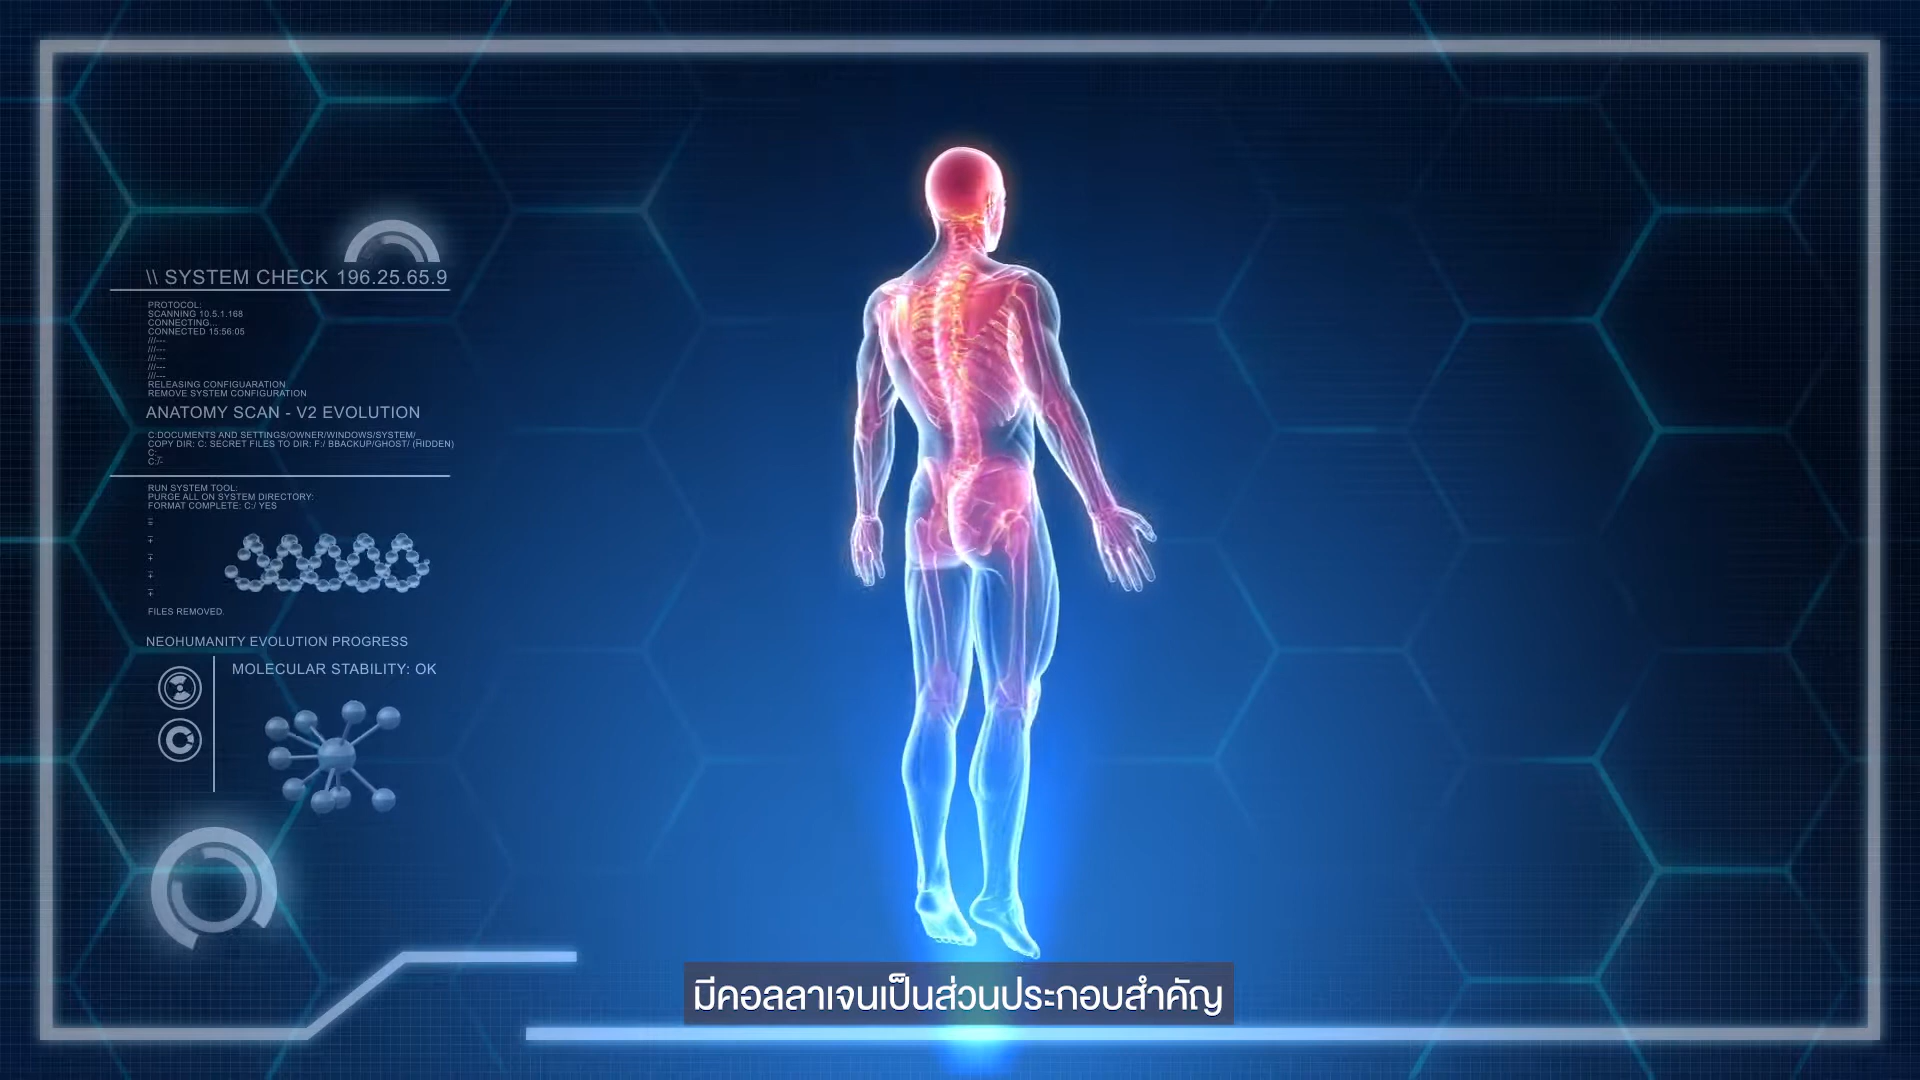 \\ SYSTEM CHECK 196.25.65.9
PROTOCOL:
SCANNING 10.5.1.168
CONNECTING...
CONNECTED 15:56:05
///---
///---
///---
///---
///---
RELEASING CONFIGUARATION
REMOVE SYSTEM CONFIGURATION
ANATOMY SCAN - V2 EVOLUTION
C:DOCUMENTS AND SETTINGS/OWNER/WINDOWS/SYSTEM/_
COPY DIR: C: SECRET FILES TO DIR: F:/ BBACKUP/GHOST/ (HIDDEN)
C:_
C:/-
RUN SYSTEM TOOL:
PURGE ALL ON SYSTEM DIRECTORY:
FORMAT COMPLETE: C:/ YES
FILES REMOVED.
NEOHUMANITY EVOLUTION PROGRESS
MOLECULAR STABILITY: OK
มีคอลลาเจนเป็นส่วนประกอบสำคัญ